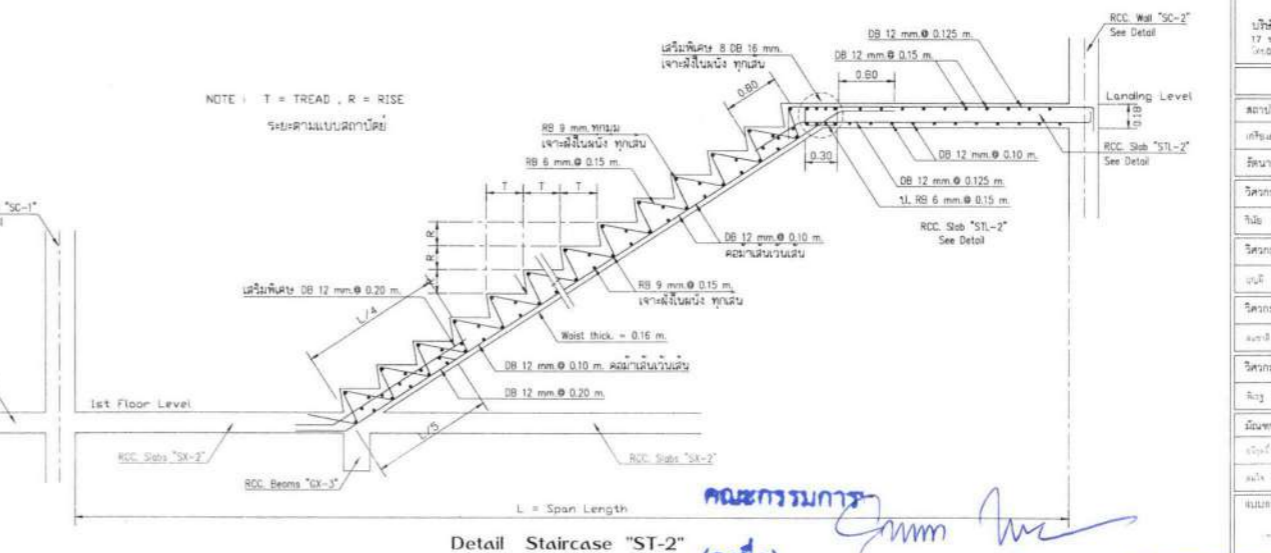 RCC. Wall "SC-2"
See Detail
DB 12 mm.@ 0.125 m.
DB 12 mm.@ 0.15 m.
เสริมพิเศษ 8 DB 16 mm.
เจาะฝังในผนัง ทุกเส้น
0.80
0.80
Landing Level
0.18
NOTE : T = TREAD , R = RISE
ระยะตามแบบสถาปัตย์
RB 9 mm.ทุกมุม
เจาะฝังในผนัง ทุกเส้น
RB 6 mm.@ 0.15 m.
0.30
DB 12 mm.@ 0.10 m.
RCC. Slab "STL-2"
See Detail
DB 12 mm.@ 0.125 m.
ป. RB 6 mm.@ 0.15 m.
T
T
T
"SC-1"
RCC. Slab "STL-2"
See Detail
R
R
R
DB 12 mm.@ 0.10 m.
คอม้าเส้นเว้นเส้น
เสริมพิเศษ DB 12 mm.@ 0.20 m.
RB 9 mm.@ 0.15 m.
เจาะฝังในผนัง ทุกเส้น
L/4
Waist thick. = 0.16 m.
DB 12 mm.@ 0.10 m. คอม้าเส้นเว้นเส้น
DB 12 mm.@ 0.20 m.
1st Floor Level
L/5
RCC. Slabs "SX-2"
RCC. Slabs "SX-2"
RCC. Beams "GX-3"
L = Span Length
คณะกรรมการ
Detail Staircase "ST-2"